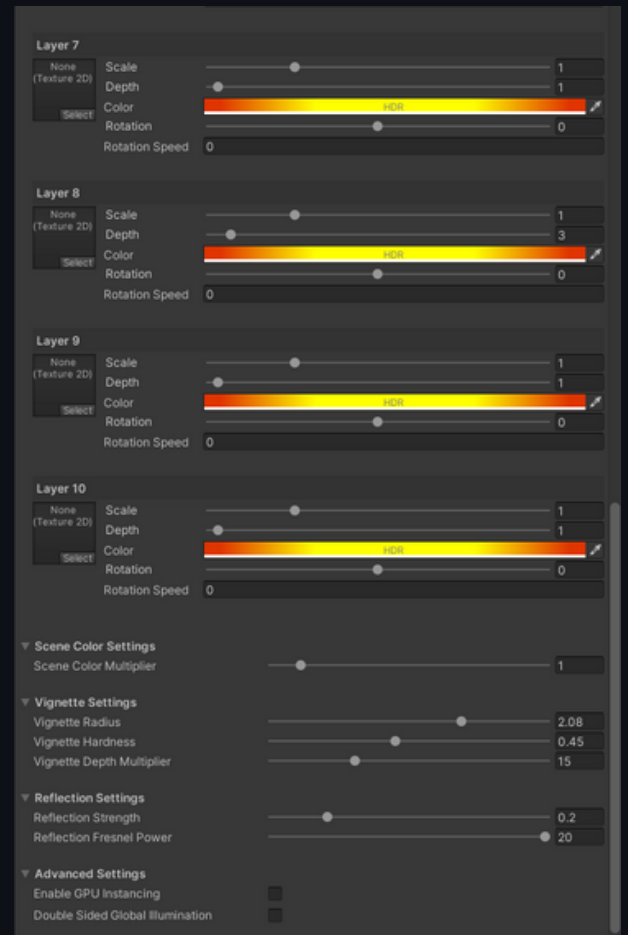 Layer 7
None
(Texture 2D)
Select
Scale 1
Depth 1
Color HDR
Rotation 0
Rotation Speed 0
Layer 8
None
(Texture 2D)
Select
Scale 1
Depth 3
Color HDR
Rotation 0
Rotation Speed 0
Layer 9
None
(Texture 2D)
Select
Scale 1
Depth 1
Color HDR
Rotation 0
Rotation Speed 0
Layer 10
None
(Texture 2D)
Select
Scale 1
Depth 1
Color HDR
Rotation 0
Rotation Speed 0
Scene Color Settings
Scene Color Multiplier 1
Vignette Settings
Vignette Radius 2.08
Vignette Hardness 0.45
Vignette Depth Multiplier 15
Reflection Settings
Reflection Strength 0.2
Reflection Fresnel Power 20
Advanced Settings
Enable GPU Instancing
Double Sided Global Illumination